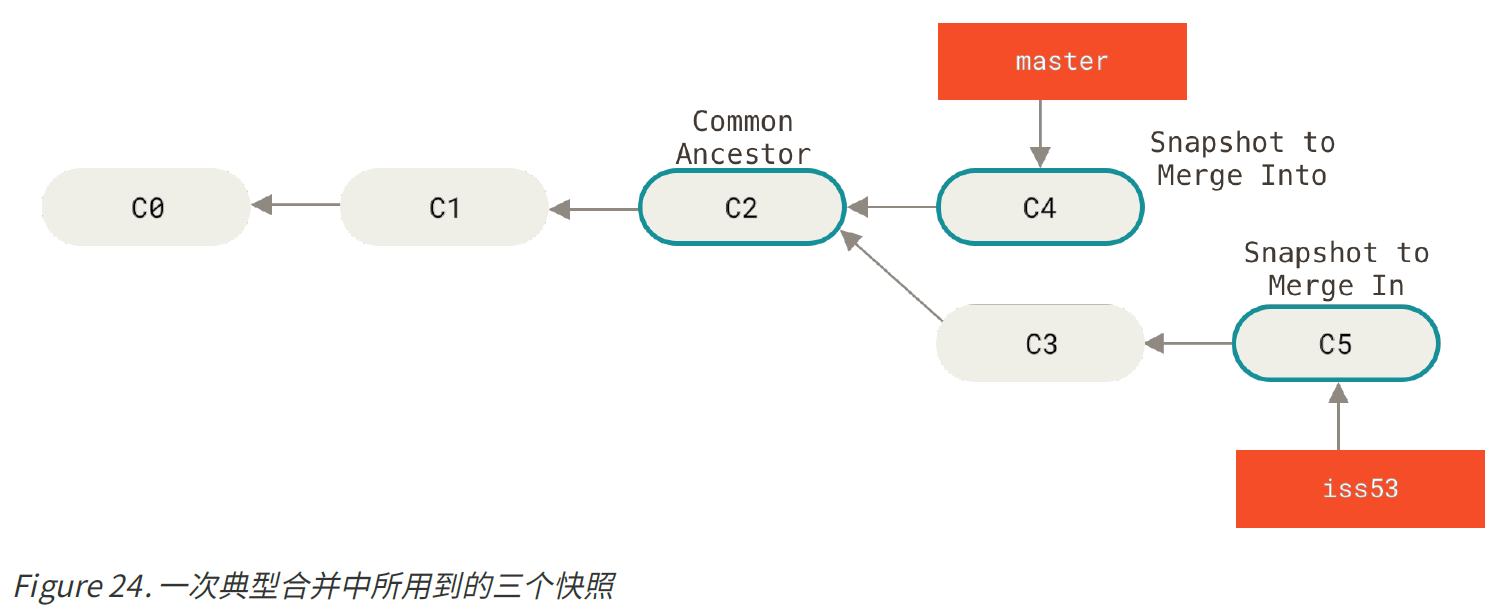 master
Common
Ancestor
Snapshot to
Merge Into
C0
C1
C2
C4
Snapshot to
Merge In
C3
C5
iss53
Figure 24. 一次典型合并中所用到的三个快照